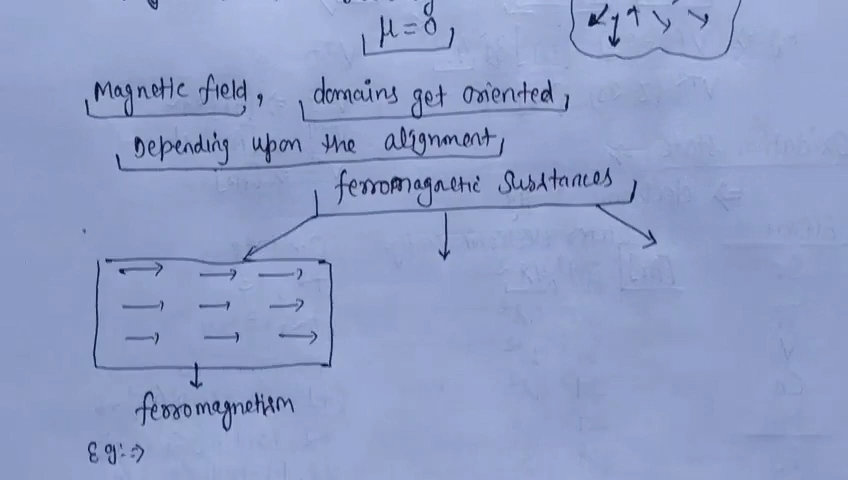 μ = 0
Magnetic field, domains get oriented,
Depending upon the alignment,
ferromagnetic Substances
ferromagnetism
Eg:⇒